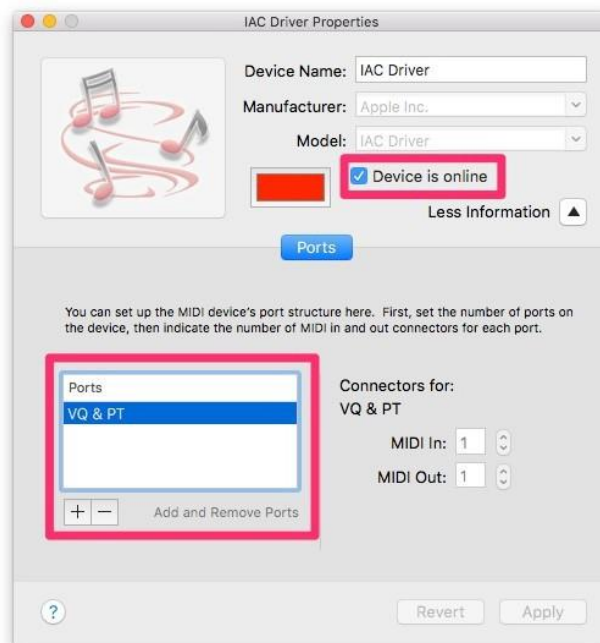 IAC Driver Properties
Device Name: IAC Driver
Manufacturer: Apple Inc.
Model: IAC Driver
Device is online
Less Information
Ports
You can set up the MIDI device's port structure here. First, set the number of ports on
the device, then indicate the number of MIDI in and out connectors for each port.
Ports
VQ & PT
+ − Add and Remove Ports
Connectors for:
VQ & PT
MIDI In: 1
MIDI Out: 1
? Revert Apply